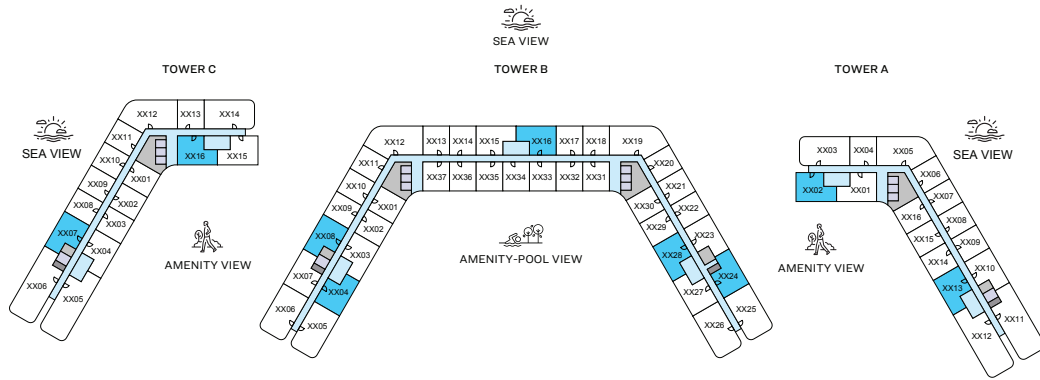 SEA VIEW
TOWER C
TOWER B
TOWER A
SEA VIEW
XX12
XX13
XX14
XX11
XX10
XX09
XX08
XX07
XX06
XX05
XX04
XX03
XX02
XX01
XX16
XX15
AMENITY VIEW
XX12
XX13
XX14
XX15
XX16
XX17
XX18
XX19
XX11
XX10
XX09
XX08
XX07
XX06
XX05
XX04
XX03
XX02
XX01
XX37
XX36
XX35
XX34
XX33
XX32
XX31
XX30
XX29
XX28
XX27
XX26
XX25
XX24
XX23
XX22
XX21
XX20
AMENITY-POOL VIEW
XX03
XX04
XX05
XX06
XX07
XX08
XX09
XX10
XX11
XX12
XX13
XX14
XX15
XX16
XX01
XX02
SEA VIEW
AMENITY VIEW